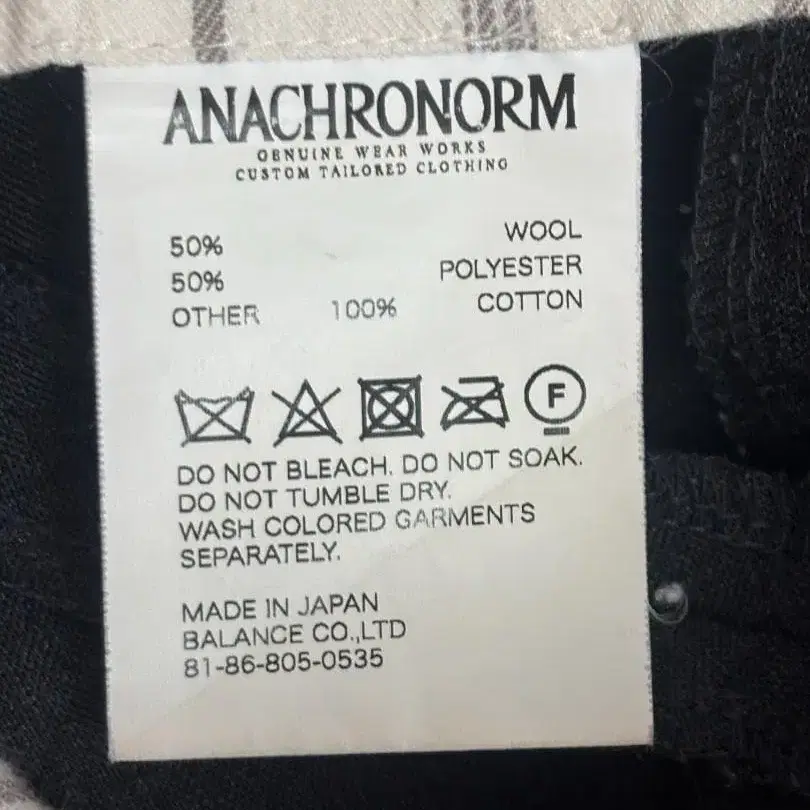 ANACHRONORM
GENUINE WEAR WORKS
CUSTOM TAILORED CLOTHING
50% WOOL
50% POLYESTER
OTHER 100% COTTON
F
DO NOT BLEACH. DO NOT SOAK.
DO NOT TUMBLE DRY.
WASH COLORED GARMENTS
SEPARATELY.
MADE IN JAPAN
BALANCE CO.,LTD
81-86-805-0535